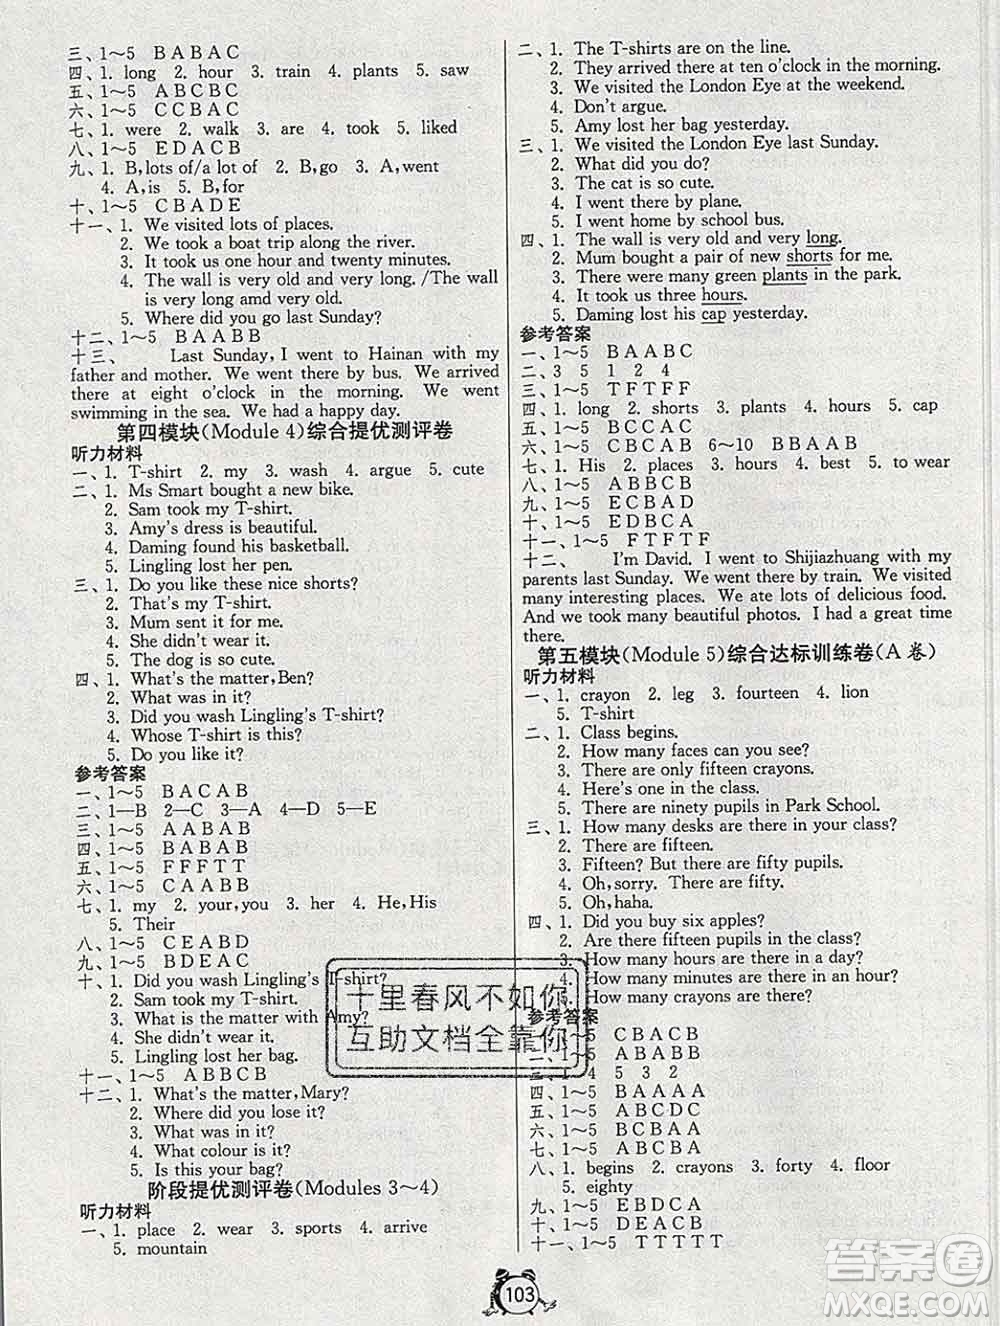 三、1～5 B A B A C
四、1. long 2. hour 3. train 4. plants 5. saw
五、1～5 A B C B C
六、1～5 C C B A C
七、1. were 2. walk 3. are 4. took 5. liked
八、1～5 E D A C B
九、1. B,lots of/a lot of 2. B,go 3. A,went
4. A,is 5. B,for
十、1～5 C B A D E
十一、1. We visited lots of places.
2. We took a boat trip along the river.
3. It took us one hour and twenty minutes.
4. The wall is very old and very long. /The wall
is very long amd very old.
5. Where did you go last Sunday?
十二、1～5 B A A B B
十三、 Last Sunday, I went to Hainan with my
father and mother. We went there by bus. We arrived
there at eight o'clock in the morning. We went
swimming in the sea. We had a happy day.
第四模块(Module 4)综合提优测评卷
听力材料
一、1. T-shirt 2. my 3. wash 4. argue 5. cute
二、1. Ms Smart bought a new bike.
2. Sam took my T-shirt.
3. Amy's dress is beautiful.
4. Daming found his basketball.
5. Lingling lost her pen.
三、1. Do you like these nice shorts?
2. That's my T-shirt.
3. Mum sent it for me.
4. She didn't wear it.
5. The dog is so cute.
四、1. What's the matter, Ben?
2. What was in it?
3. Did you wash Lingling's T-shirt?
4. Whose T-shirt is this?
5. Do you like it?
参考答案
一、1～5 B A C A B
二、1—B 2—C 3—A 4—D 5—E
三、1～5 A A B A B
四、1～5 B A B A B
五、1～5 F F F T T
六、1～5 C A A B B
七、1. my 2. your,you 3. her 4. He,His
5. Their
八、1～5 C E A B D
九、1～5 B D E A C
十、1. Did you wash Lingling's T-shirt?
2. Sam took my T-shirt.
3. What is the matter with Amy?
4. She didn't wear it.
5. Lingling lost her bag.
十一、1～5 A B B C B
十二、1. What's the matter, Mary?
2. Where did you lose it?
3. What was in it?
4. What colour is it?
5. Is this your bag?
阶段提优测评卷(Modules 3～4)
听力材料
一、1. place 2. wear 3. sports 4. arrive
5. mountain
二、1. The T-shirts are on the line.
2. They arrived there at ten o'clock in the morning.
3. We visited the London Eye at the weekend.
4. Don't argue.
5. Amy lost her bag yesterday.
三、1. We visited the London Eye last Sunday.
2. What did you do?
3. The cat is so cute.
4. I went there by plane.
5. I went home by school bus.
四、1. The wall is very old and very long.
2. Mum bought a pair of new shorts for me.
3. There were many green plants in the park.
4. It took us three hours.
5. Daming lost his cap yesterday.
参考答案
一、1～5 B A A B C
二、3 5 1 2 4
三、1～5 T F T F F
四、1. long 2. shorts 3. plants 4. hours 5. cap
五、1～5 B C C A C
六、1～5 C B C A B 6～10 B B A A B
七、1. His 2. places 3. hours 4. best 5. to wear
八、1～5 A B B C B
九、1～5 E C B A D
十、1～5 E D B C A
十一、1～5 F T F T F
十二、 I'm David. I went to Shijiazhuang with my
parents last Sunday. We went there by train. We visited
many interesting places. We ate lots of delicious food.
And we took many beautiful photos. I had a great time
there.
第五模块(Module 5)综合达标训练卷(A 卷)
听力材料
一、1. crayon 2. leg 3. fourteen 4. lion
5. T-shirt
二、1. Class begins.
2. How many faces can you see?
3. There are only fifteen crayons.
4. Here's one in the class.
5. There are ninety pupils in Park School.
三、1. How many desks are there in your class?
2. There are fifteen.
3. Fifteen? But there are fifty pupils.
4. Oh,sorry. There are fifty.
5. Oh,haha.
四、1. Did you buy six apples?
2. Are there fifteen pupils in the class?
3. How many hours are there in a day?
4. How many minutes are there in an hour?
5. How many crayons are there?
参考答案
一、1～5 C B A C B
二、1～5 A B A B B
三、1 4 5 3 2
四、1～5 B A A A A
五、1～5 A B C D C
六、1～5 B C B A A
七、1～5 A B C B A
八、1. begins 2. crayons 3. forty 4. floor
5. eighty
九、1～5 E B D C A
十、1～5 D E A C B
十一、1～5 T T T T T
十里春风不如你
互助文档全靠你
103
答案圈
MXQE.COM